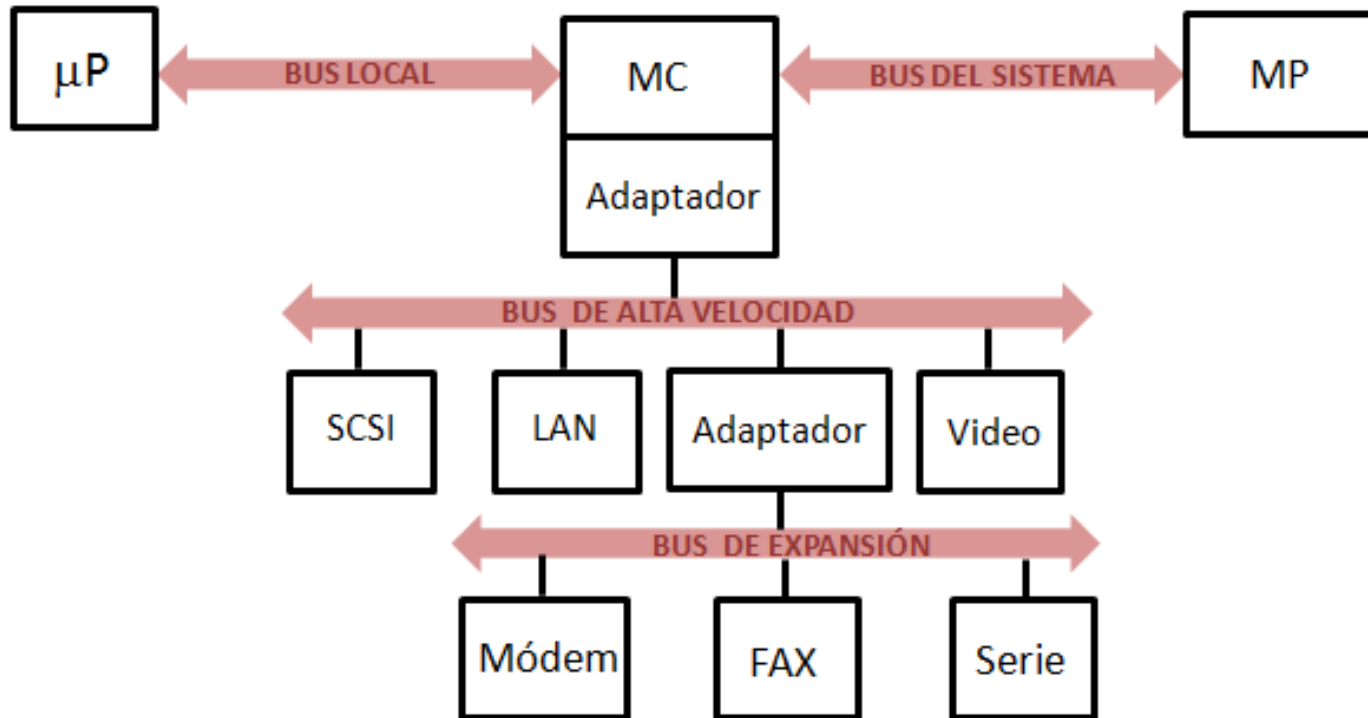 µP
BUS LOCAL
MC
BUS DEL SISTEMA
MP
Adaptador
BUS DE ALTA VELOCIDAD
SCSI
LAN
Adaptador
Video
BUS DE EXPANSIÓN
Módem
FAX
Serie